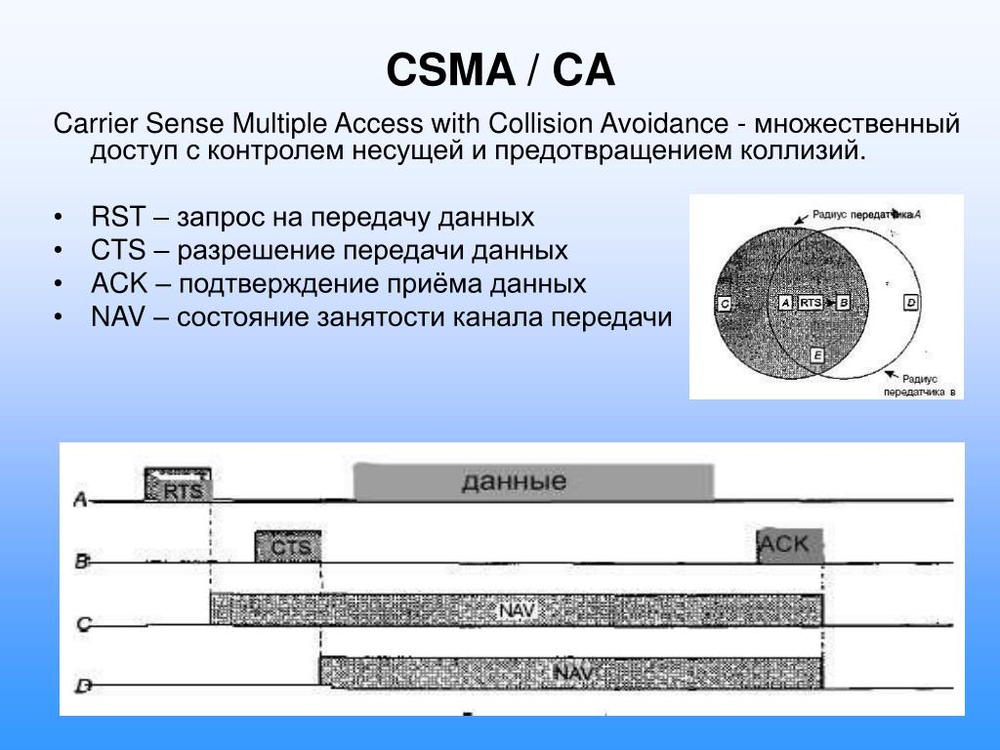 CSMA / CA
Carrier Sense Multiple Access with Collision Avoidance - множественный
доступ с контролем несущей и предотвращением коллизий.
• RST – запрос на передачу данных
• CTS – разрешение передачи данных
• ACK – подтверждение приёма данных
• NAV – состояние занятости канала передачи
Радиус передатчика A
C A RTS B D
E
Радиус
передатчика в
A RTS данные
B CTS ACK
C NAV
D NAV